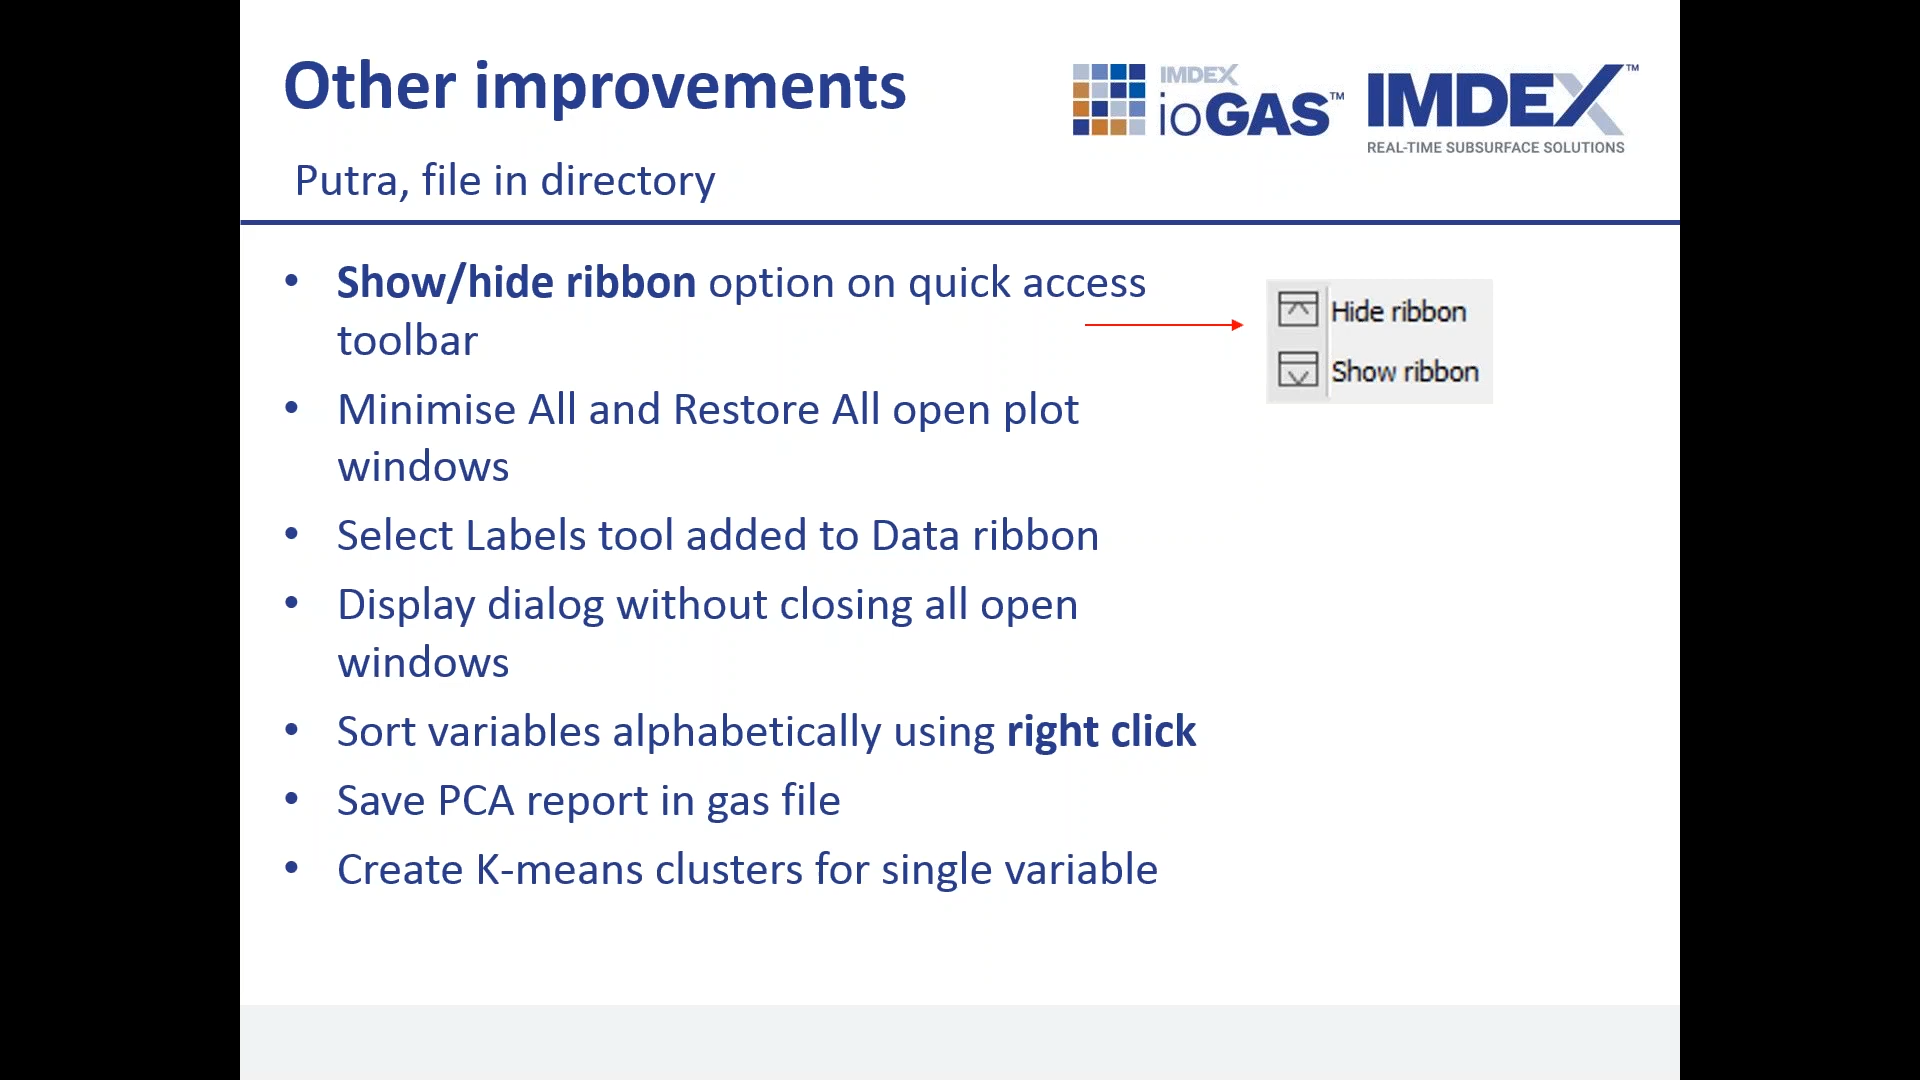 Other improvements
IMDEX
ioGAS™
IMDEX™
REAL-TIME SUBSURFACE SOLUTIONS
Putra, file in directory
• Show/hide ribbon option on quick access
toolbar
Hide ribbon
Show ribbon
• Minimise All and Restore All open plot
windows
• Select Labels tool added to Data ribbon
• Display dialog without closing all open
windows
• Sort variables alphabetically using right click
• Save PCA report in gas file
• Create K-means clusters for single variable